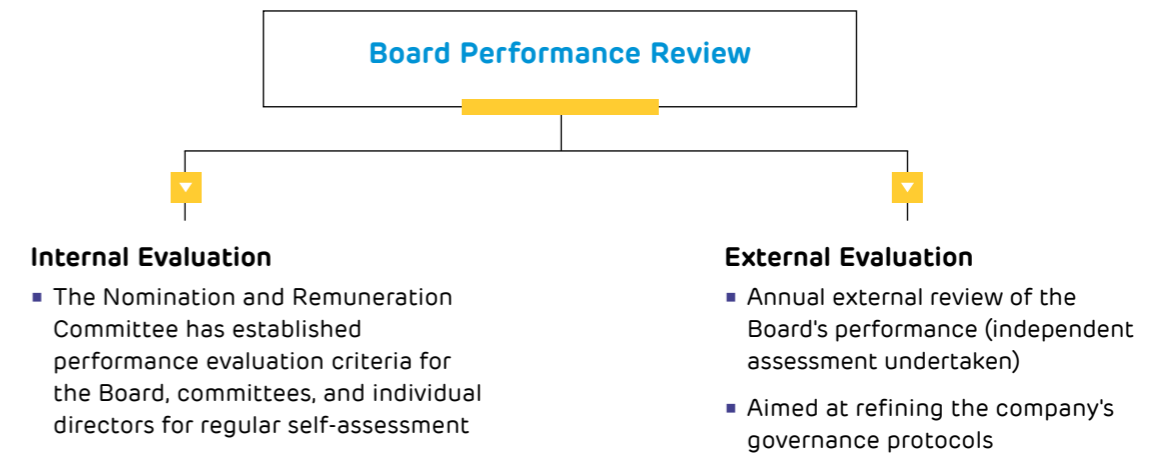 Board Performance Review
Internal Evaluation
▪ The Nomination and Remuneration
Committee has established
performance evaluation criteria for
the Board, committees, and individual
directors for regular self-assessment
External Evaluation
▪ Annual external review of the
Board's performance (independent
assessment undertaken)
▪ Aimed at refining the company's
governance protocols